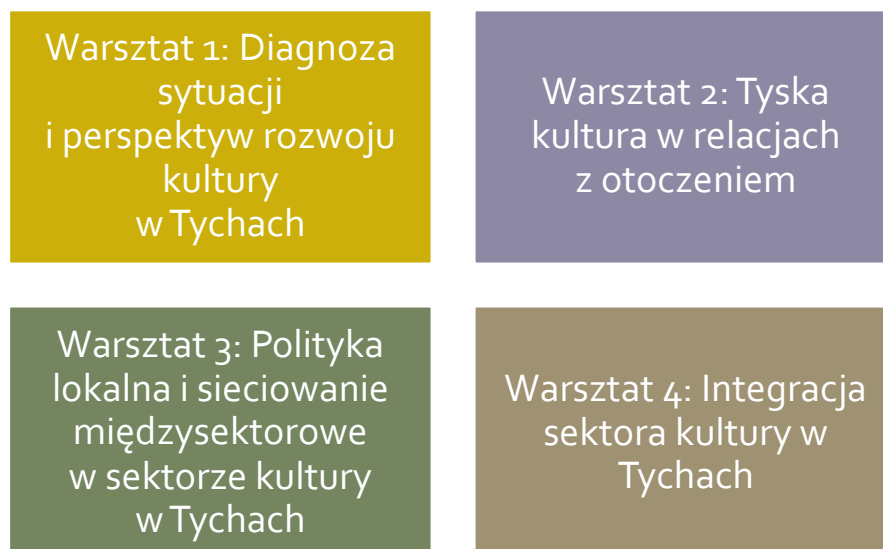 Warsztat 1: Diagnoza
sytuacji
i perspektyw rozwoju
kultury
w Tychach
Warsztat 2: Tyska
kultura w relacjach
z otoczeniem
Warsztat 3: Polityka
lokalna i sieciowanie
międzysektorowe
w sektorze kultury
w Tychach
Warsztat 4: Integracja
sektora kultury w
Tychach